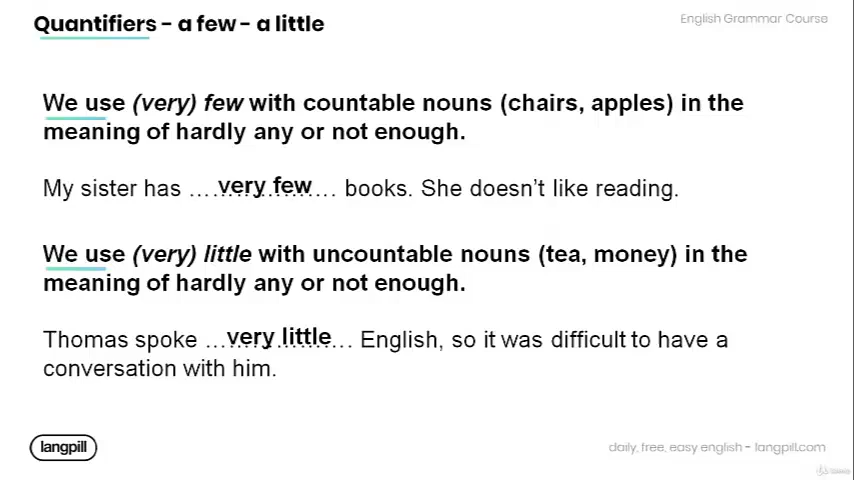 Quantifiers – a few – a little
English Grammar Course
We use (very) few with countable nouns (chairs, apples) in the
meaning of hardly any or not enough.
My sister has …very few… books. She doesn't like reading.
We use (very) little with uncountable nouns (tea, money) in the
meaning of hardly any or not enough.
Thomas spoke …very little… English, so it was difficult to have a
conversation with him.
langpill
daily, free, easy english – langpill.com
Udemy